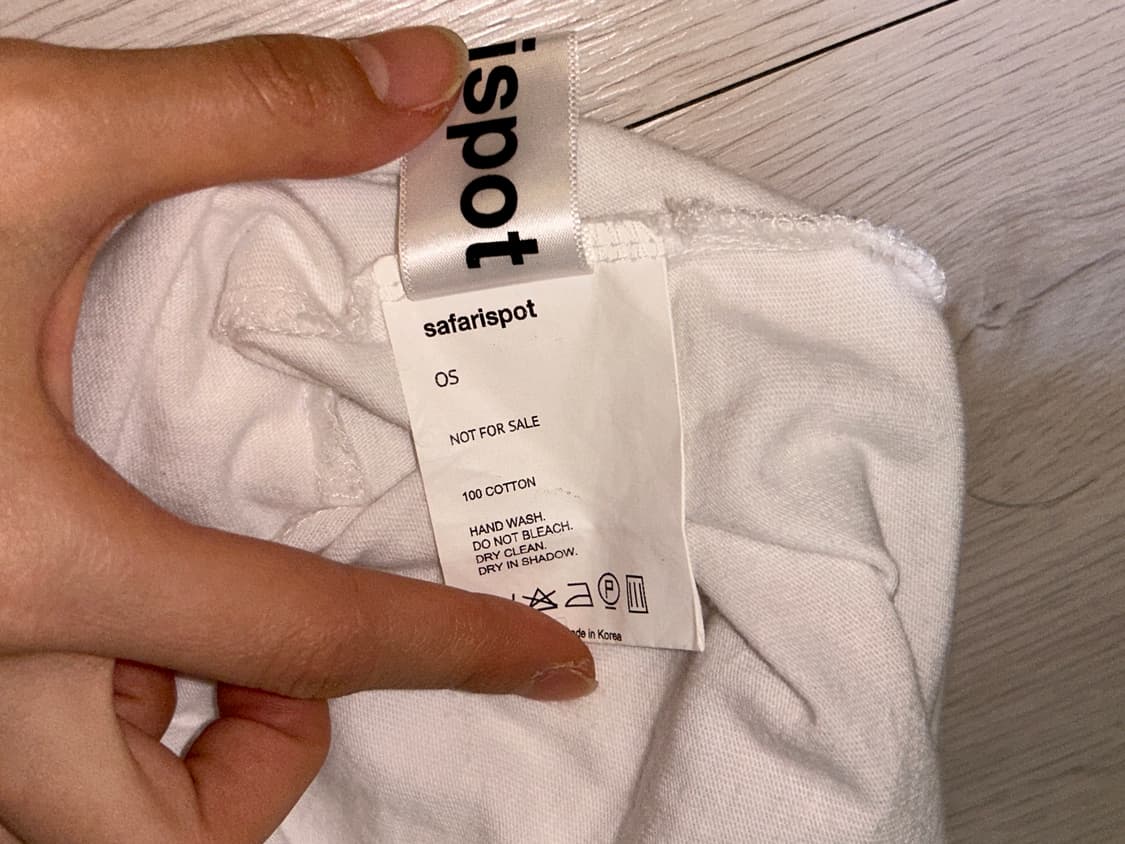 ispot
safarispot
OS
NOT FOR SALE
100 COTTON
HAND WASH.
DO NOT BLEACH.
DRY CLEAN.
DRY IN SHADOW.
P
in Korea